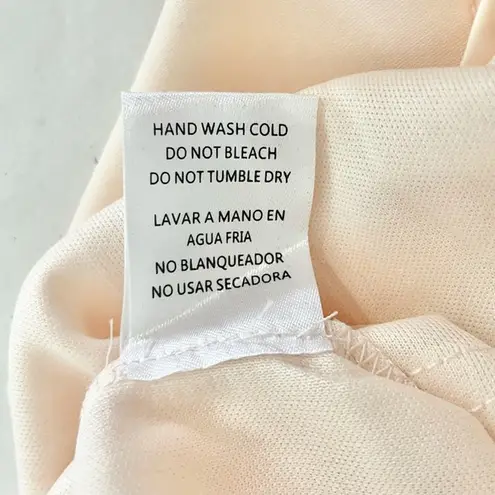 HAND WASH COLD
DO NOT BLEACH
DO NOT TUMBLE DRY
LAVAR A MANO EN
AGUA FRIA
NO BLANQUEADOR
NO USAR SECADORA